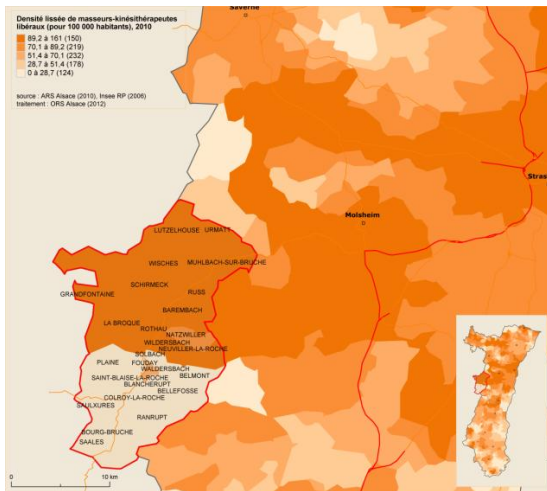 Saverne
Densité lissée de masseurs-kinésithérapeutes
libéraux (pour 100 000 habitants), 2010
89,2 à 161 (150)
70,1 à 89,2 (219)
51,4 à 70,1 (232)
28,7 à 51,4 (178)
0 à 28,7 (124)
source : ARS Alsace (2010), Insee RP (2006)
traitement : ORS Alsace (2012)
Stras
Molsheim
LUTZELHOUSE URMATT
WISCHES MUHLBACH-SUR-BRUCHE
SCHIRMECK
GRANDFONTAINE RUSS
BAREMBACH
LA BROQUE
ROTHAU
NATZWILLER
WILDERSBACH
NEUVILLER-LA-ROCHE
SOLBACH
PLAINE FOUDAY
WALDERSBACH
SAINT-BLAISE-LA-ROCHE BELMONT
BLANCHERUPT
BELLEFOSSE
COLROY-LA-ROCHE
SAULXURES
RANRUPT
BOURG-BRUCHE
SAALES
0 10 km